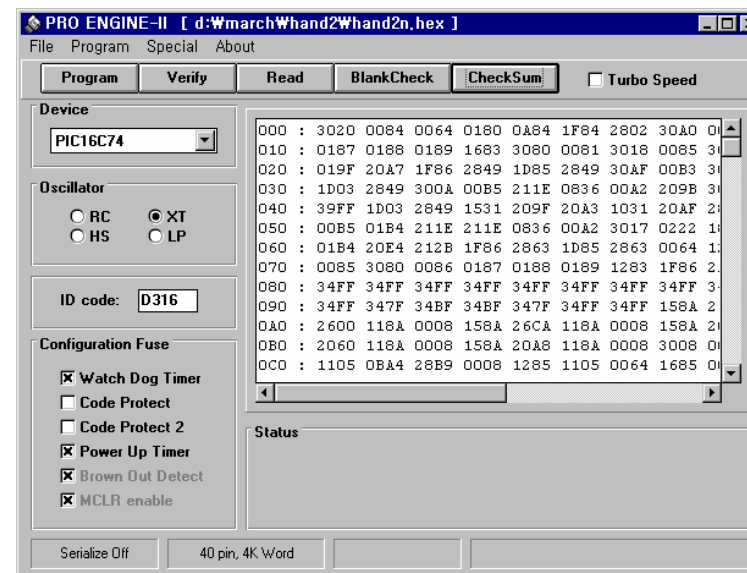 PRO ENGINE-II [ d:₩march₩hand2₩hand2n,hex ]
File Program Special About
Program Verify Read BlankCheck CheckSum Turbo Speed
Device
PIC16C74
Oscillator
RC XT
HS LP
ID code: D316
Configuration Fuse
Watch Dog Timer
Code Protect
Code Protect 2
Power Up Timer
Brown Out Detect
MCLR enable
000 : 3020 0084 0064 0180 0A84 1F84 2802 30A0
010 : 0187 0188 0189 1683 3080 0081 3018 0085
020 : 019F 20A7 1F86 2849 1D85 2849 30AF 00B3
030 : 1D03 2849 300A 00B5 211E 0836 00A2 209B
040 : 39FF 1D03 2849 1531 209F 20A3 1031 20AF
050 : 00B5 01B4 211E 211E 0836 00A2 3017 0222
060 : 01B4 20E4 212B 1F86 2863 1D85 2863 0064
070 : 0085 3080 0086 0187 0188 0189 1283 1F86
080 : 34FF 34FF 34FF 34FF 34FF 34FF 34FF 34FF
090 : 34FF 347F 34BF 34BF 347F 34FF 34FF 158A
0A0 : 2600 118A 0008 158A 26CA 118A 0008 158A
0B0 : 2060 118A 0008 158A 20A8 118A 0008 3008
0C0 : 1105 0BA4 28B9 0008 1285 1105 0064 1685
Status
Serialize Off 40 pin, 4K Word